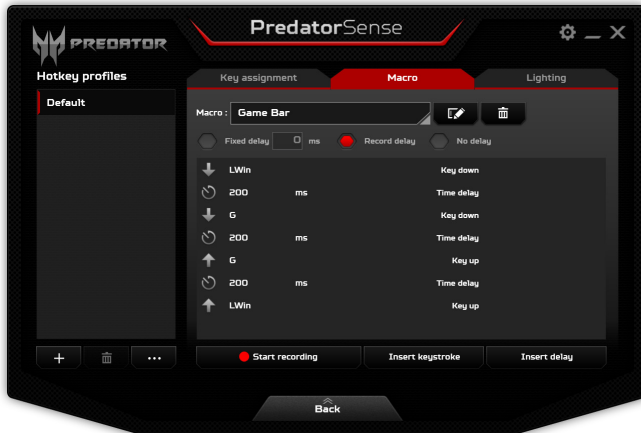 PREDATOR
PredatorSense
Hotkey profiles
Default
Key assignment Macro Lighting
Macro : Game Bar
Fixed delay 0 ms Record delay No delay
LWin Key down
200 ms Time delay
G Key down
200 ms Time delay
G Key up
200 ms Time delay
LWin Key up
Start recording Insert keystroke Insert delay
Back